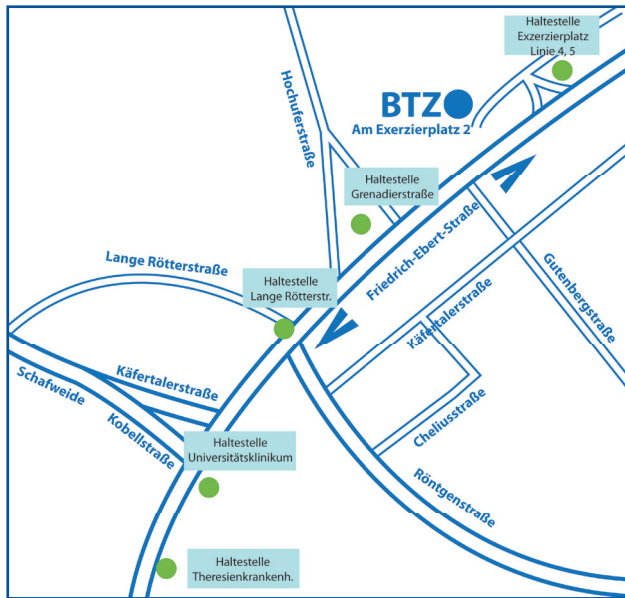 Haltestelle
Exzerzierplatz
Linie 4, 5
BTZ
Am Exerzierplatz 2
Hochuferstraße
Haltestelle
Grenadierstraße
Friedrich-Ebert-Straße
Lange Rötterstraße
Haltestelle
Lange Rötterstr.
Gutenbergstraße
Käfertalerstraße
Käfertalerstraße
Schafweide
Kobellstraße
Cheliusstraße
Haltestelle
Universitätsklinikum
Röntgenstraße
Haltestelle
Theresienkrankenh.